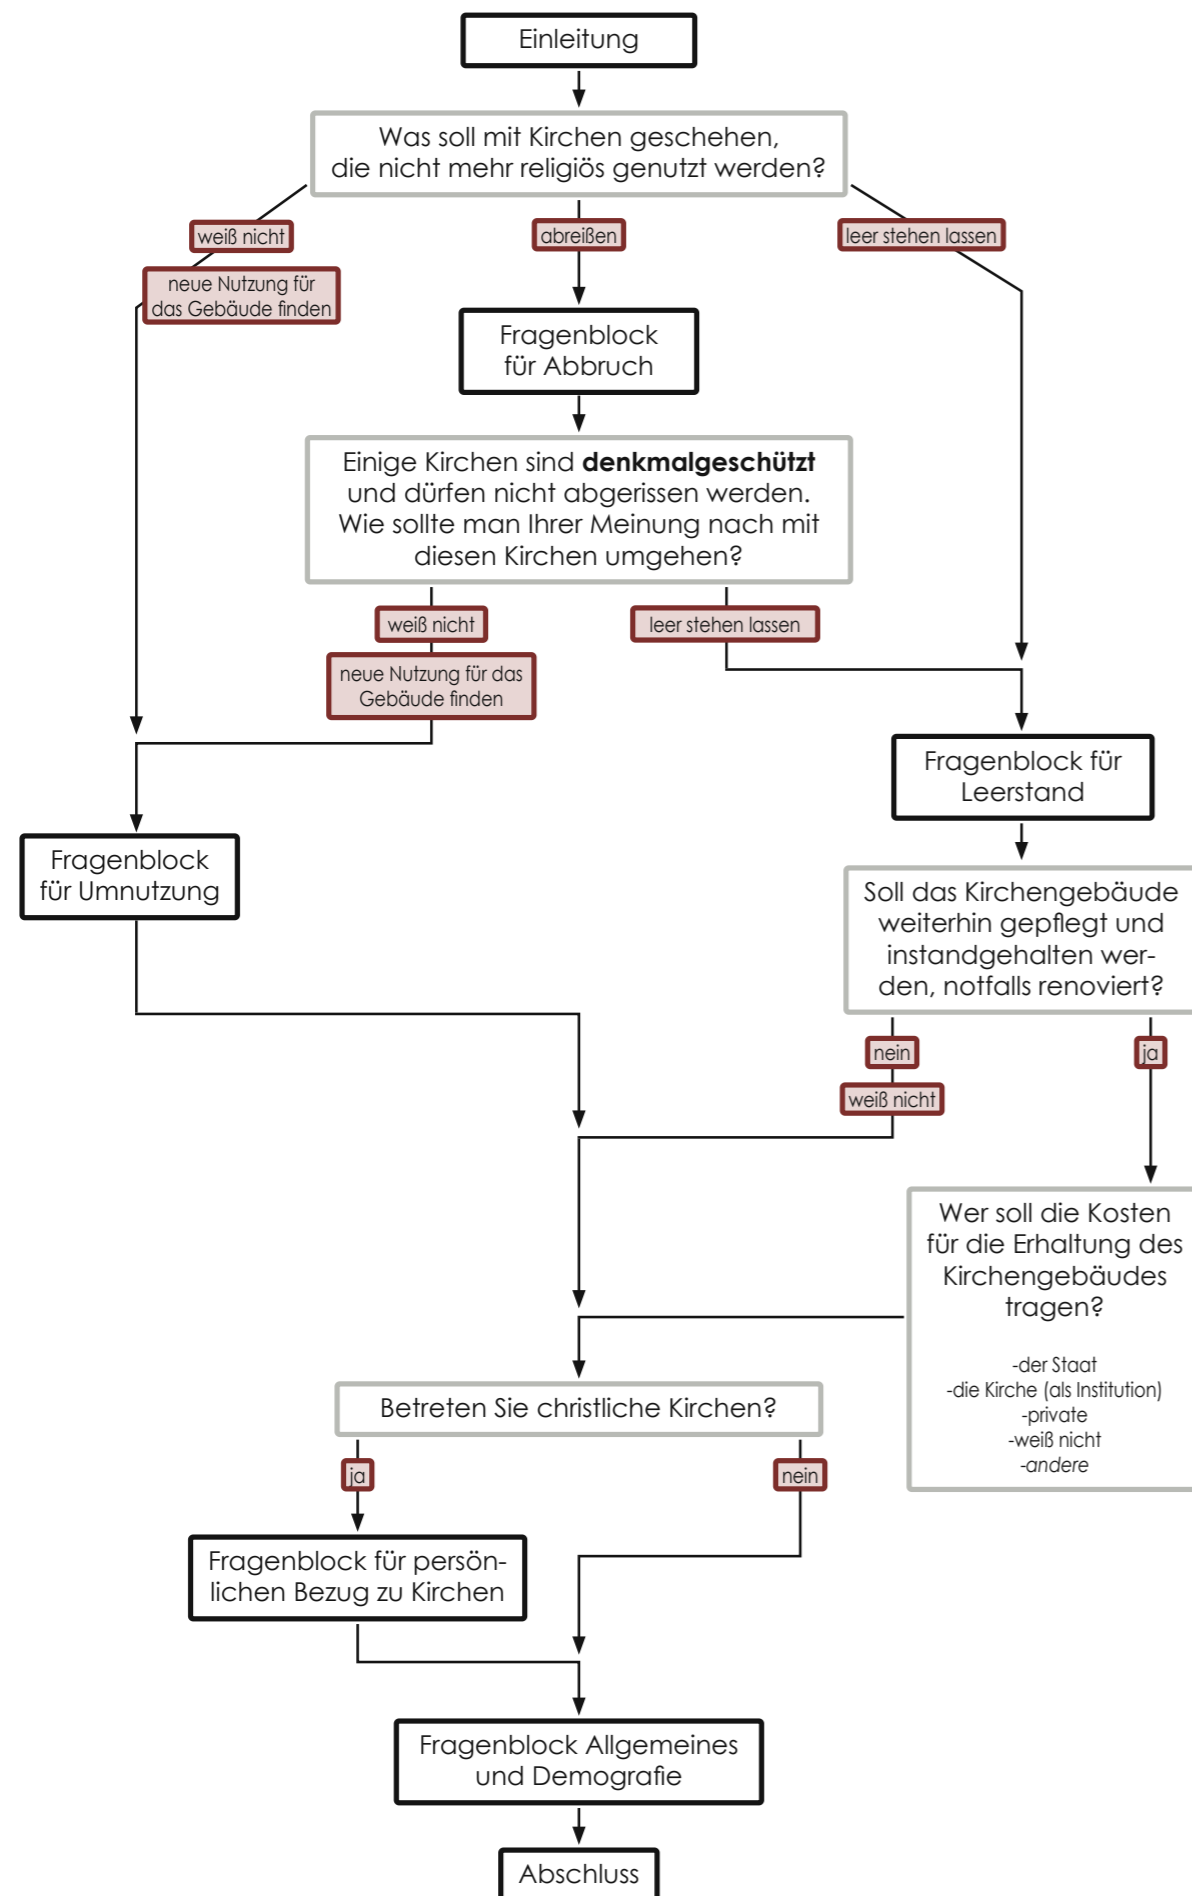 Einleitung
Was soll mit Kirchen geschehen,
die nicht mehr religiös genutzt werden?
weiß nicht
abreißen
leer stehen lassen
neue Nutzung für
das Gebäude finden
Fragenblock
für Abbruch
Einige Kirchen sind denkmalgeschützt
und dürfen nicht abgerissen werden.
Wie sollte man Ihrer Meinung nach mit
diesen Kirchen umgehen?
weiß nicht
leer stehen lassen
neue Nutzung für das
Gebäude finden
Fragenblock für
Leerstand
Fragenblock
für Umnutzung
Soll das Kirchengebäude
weiterhin gepflegt und
instandgehalten wer-
den, notfalls renoviert?
nein
ja
weiß nicht
Wer soll die Kosten
für die Erhaltung des
Kirchengebäudes
tragen?
-der Staat
-die Kirche (als Institution)
-private
-weiß nicht
-andere
Betreten Sie christliche Kirchen?
ja
nein
Fragenblock für persön-
lichen Bezug zu Kirchen
Fragenblock Allgemeines
und Demografie
Abschluss